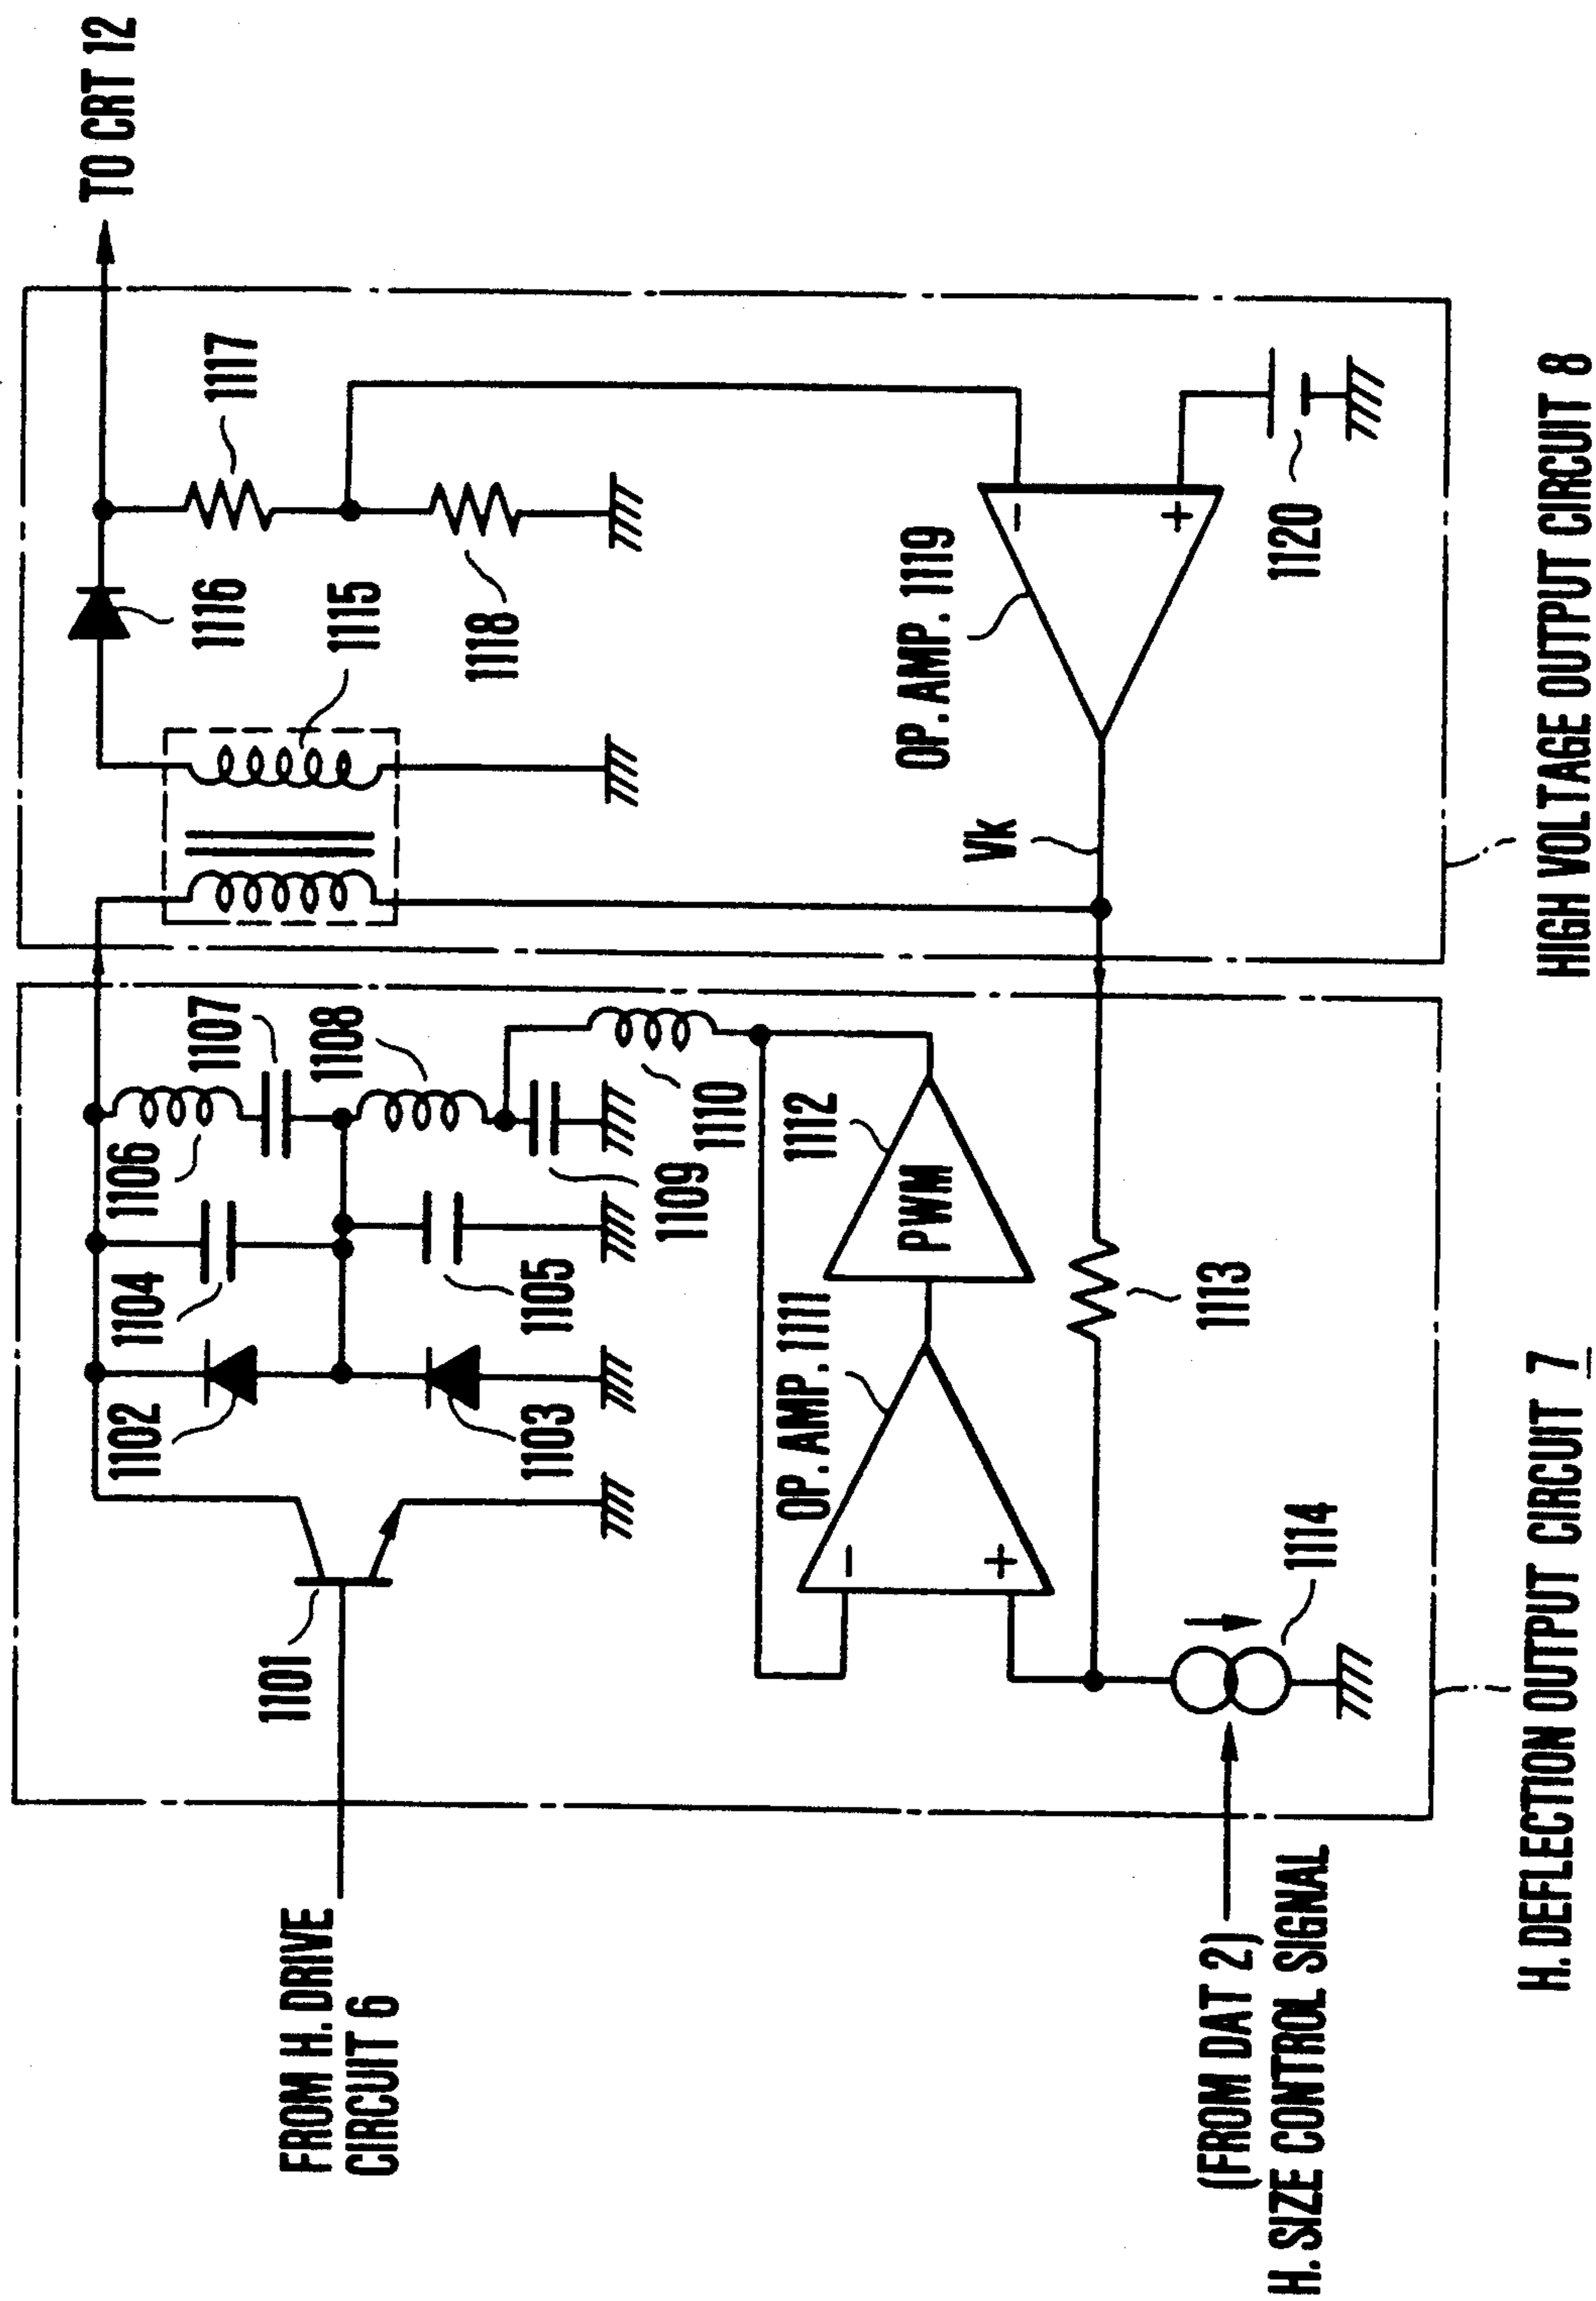 TO CRT 12
1117
1116
1115
1118
OP. AMP. 1119
1120
Vk
−
+
HIGH VOLTAGE OUTPUT CIRCUIT 8
1107
1108
1106
1110
1104
1109
1105
1102
1103
1101
1112
PWM
OP. AMP. 1111
−
+
1113
1114
H. DEFLECTION OUTPUT CIRCUIT 7
FROM H. DRIVE
CIRCUIT 6
(FROM DAT 2)
H. SIZE CONTROL SIGNAL